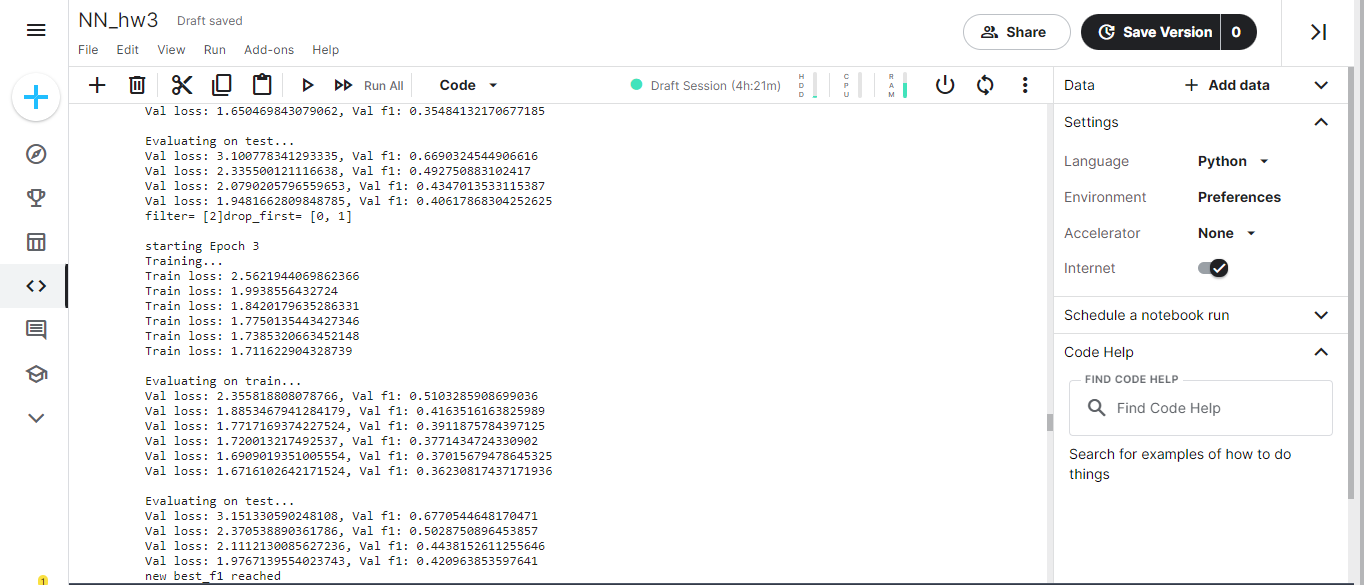 NN_hw3 Draft saved
File Edit View Run Add-ons Help
Share
Save Version 0
Run All
Code
Draft Session (4h:21m)
HDD
CPU
RAM
Val loss: 1.650469843079062, Val f1: 0.35484132170677185
Evaluating on test...
Val loss: 3.100778341293335, Val f1: 0.6690324544906616
Val loss: 2.335500121116638, Val f1: 0.492750883102417
Val loss: 2.0790205796559653, Val f1: 0.4347013533115387
Val loss: 1.9481662809848785, Val f1: 0.40617868304252625
filter= [2]drop_first= [0, 1]
starting Epoch 3
Training...
Train loss: 2.5621944069862366
Train loss: 1.9938556432724
Train loss: 1.8420179635286331
Train loss: 1.7750135443427346
Train loss: 1.7385320663452148
Train loss: 1.711622904328739
Evaluating on train...
Val loss: 2.355818808078766, Val f1: 0.5103285908699036
Val loss: 1.8853467941284179, Val f1: 0.4163516163825989
Val loss: 1.7717169374227524, Val f1: 0.3911875784397125
Val loss: 1.720013217492537, Val f1: 0.3771434724330902
Val loss: 1.6909019351005554, Val f1: 0.37015679478645325
Val loss: 1.6716102642171524, Val f1: 0.36230817437171936
Evaluating on test...
Val loss: 3.151330590248108, Val f1: 0.6770544648170471
Val loss: 2.370538890361786, Val f1: 0.5028750896453857
Val loss: 2.1112130085627236, Val f1: 0.4438152611255646
Val loss: 1.9767139554023743, Val f1: 0.420963853597641
new best_f1 reached
1
Data
Add data
Settings
Language Python
Environment Preferences
Accelerator None
Internet
Schedule a notebook run
Code Help
FIND CODE HELP
Find Code Help
Search for examples of how to do
things